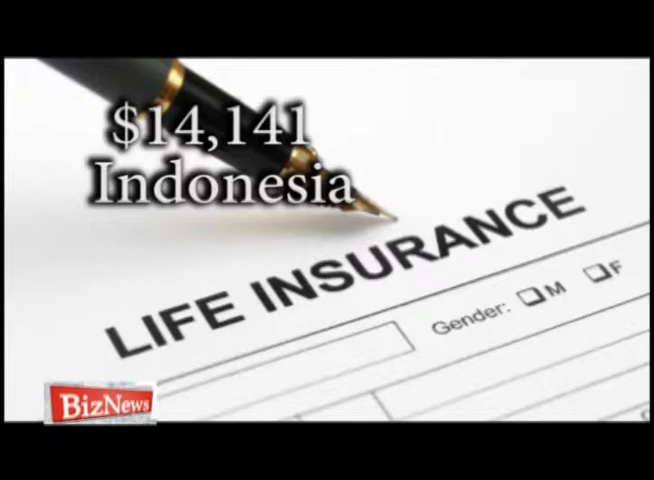 $14,141
Indonesia
LIFE INSURANCE
Gender: ❑M ❑F
BizNews